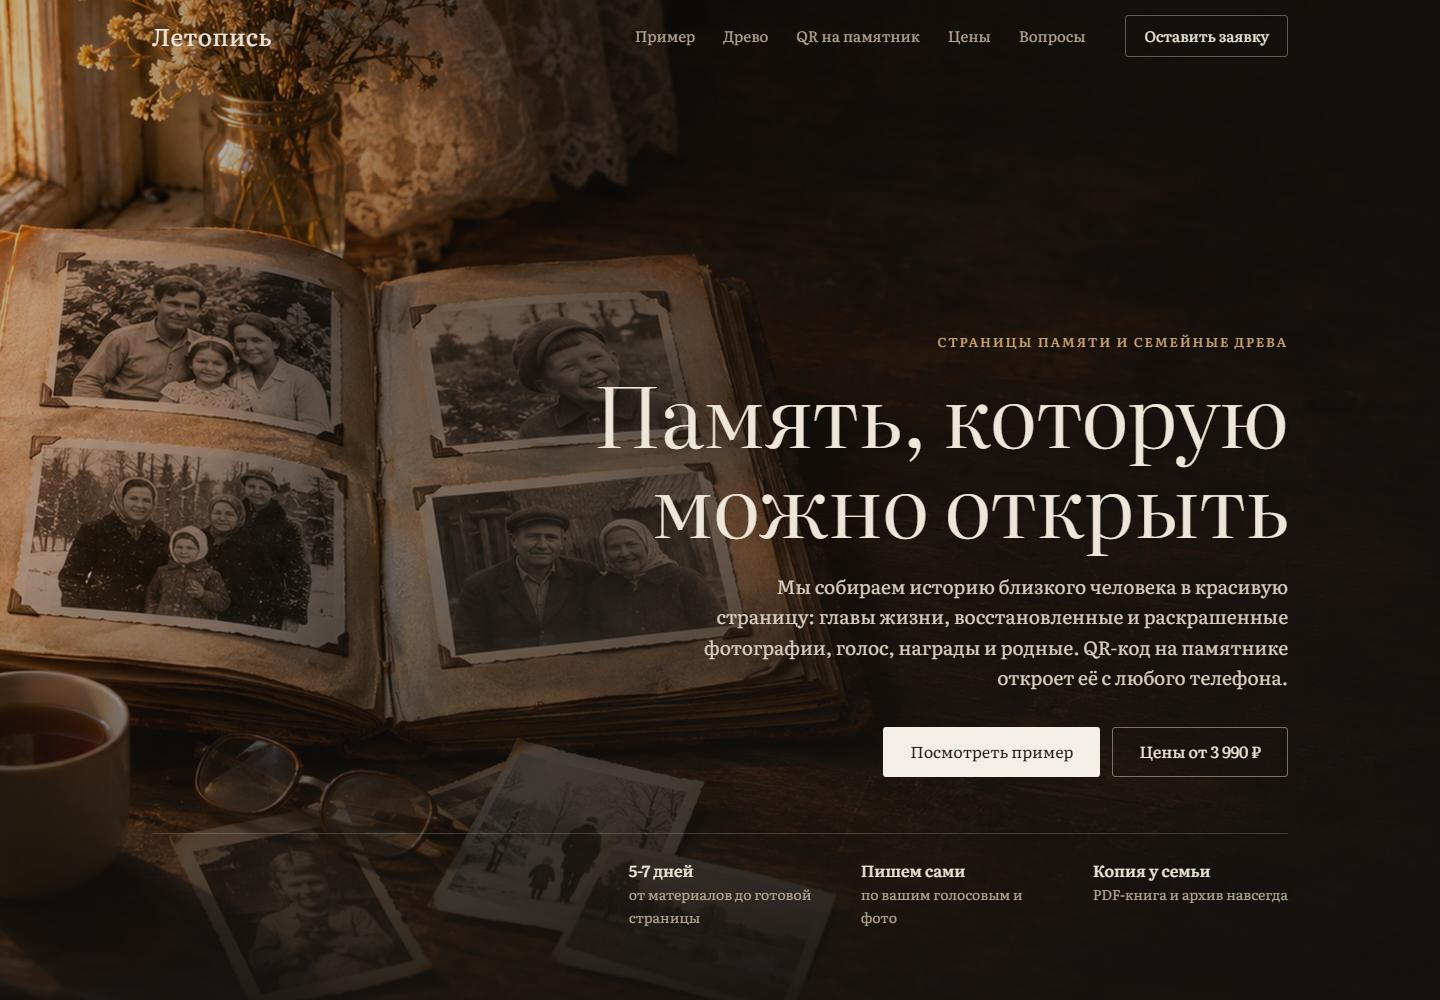 Летопись
Пример
Древо
QR на памятник
Цены
Вопросы
Оставить заявку
СТРАНИЦЫ ПАМЯТИ И СЕМЕЙНЫЕ ДРЕВА
Память, которую
можно открыть
Мы собираем историю близкого человека в красивую
страницу: главы жизни, восстановленные и раскрашенные
фотографии, голос, награды и родные. QR-код на памятнике
откроет её с любого телефона.
Посмотреть пример
Цены от 3 990 ₽
5-7 дней
от материалов до готовой
страницы
Пишем сами
по вашим голосовым и
фото
Копия у семьи
PDF-книга и архив навсегда